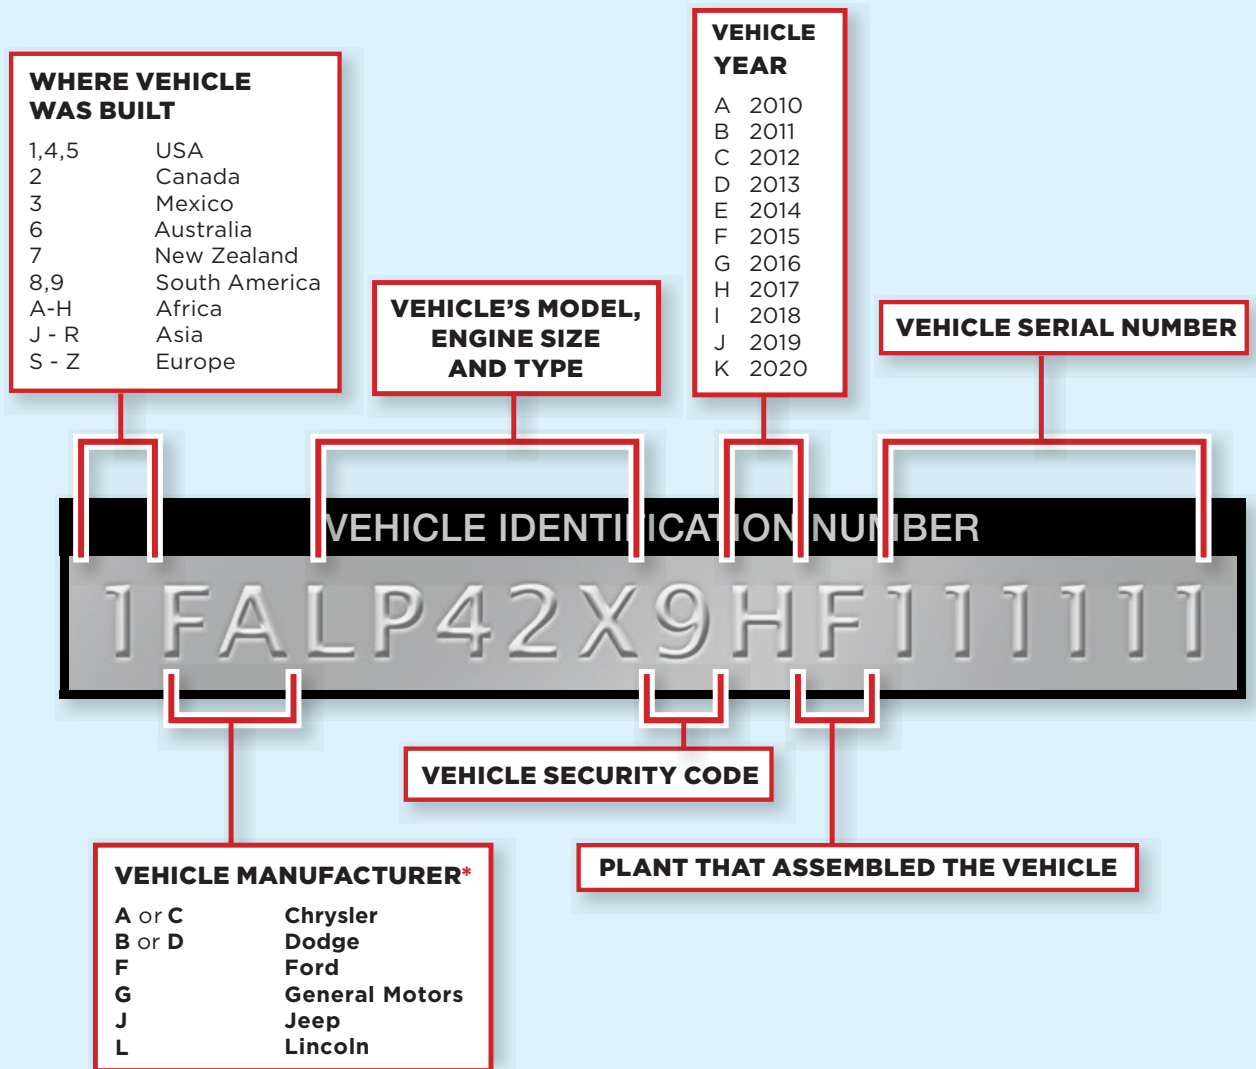 VEHICLE
YEAR
A 2010
B 2011
C 2012
D 2013
E 2014
F 2015
G 2016
H 2017
I 2018
J 2019
K 2020
WHERE VEHICLE
WAS BUILT
1,4,5 USA
2 Canada
3 Mexico
6 Australia
7 New Zealand
8,9 South America
A-H Africa
J - R Asia
S - Z Europe
VEHICLE'S MODEL,
ENGINE SIZE
AND TYPE
VEHICLE SERIAL NUMBER
VEHICLE IDENTIFICATION NUMBER
1FALP42X9HF111111
VEHICLE SECURITY CODE
PLANT THAT ASSEMBLED THE VEHICLE
VEHICLE MANUFACTURER*
A or C Chrysler
B or D Dodge
F Ford
G General Motors
J Jeep
L Lincoln